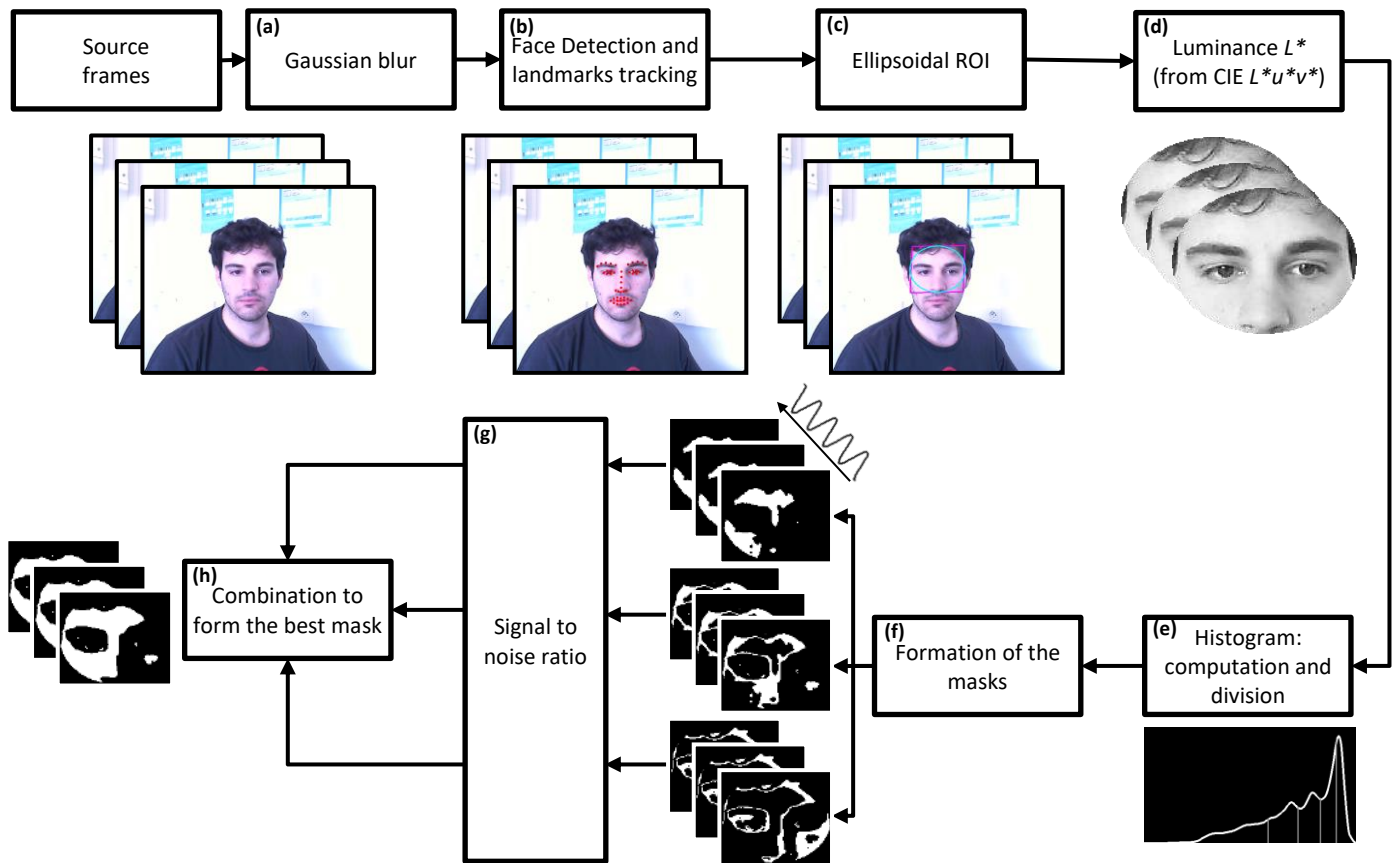 Source
frames
(a)
Gaussian blur
(b)
Face Detection and
landmarks tracking
(c)
Ellipsoidal ROI
(d)
Luminance L*
(from CIE L*u*v*)
(g)
Signal to
noise ratio
(h)
Combination to
form the best mask
(f)
Formation of the
masks
(e)
Histogram:
computation and
division